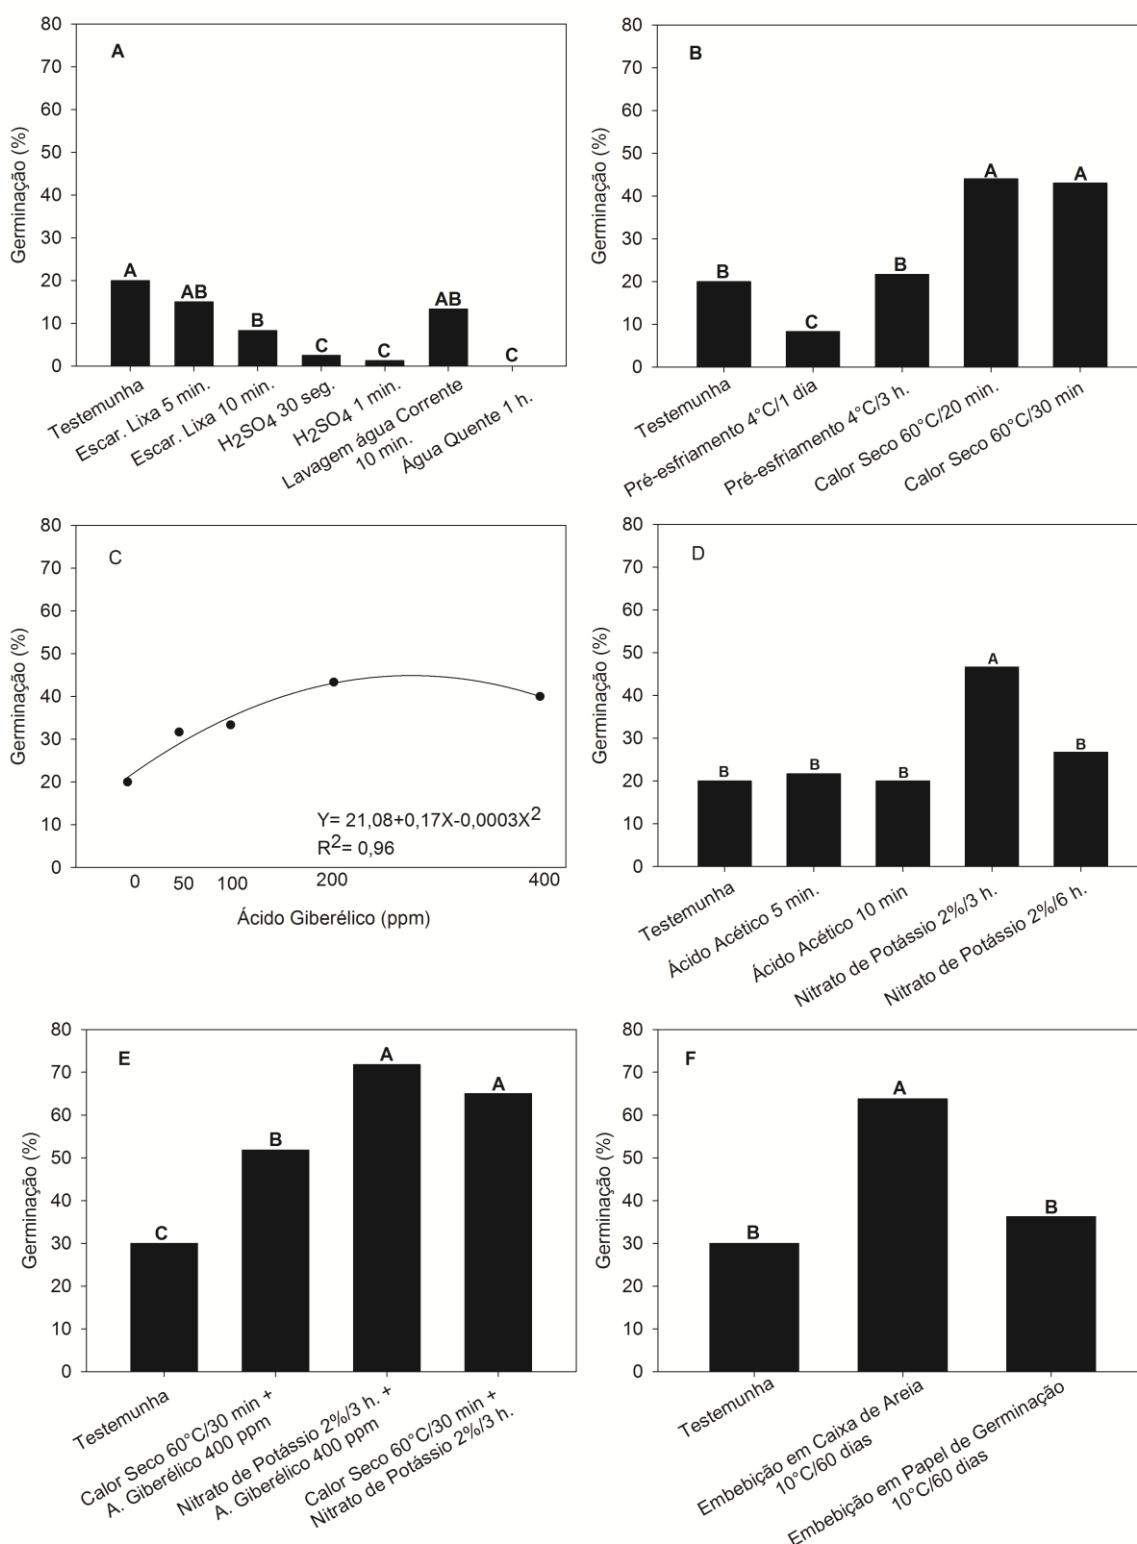 A
Germinação (%)
80
70
60
50
40
30
20
10
0
A
AB
B
C
C
AB
C
Testemunha
Escar. Lixa 5 min.
Escar. Lixa 10 min.
H2SO4 30 seg.
H2SO4 1 min.
Lavagem água Corrente
10 min.
Água Quente 1 h.
B
Germinação (%)
80
70
60
50
40
30
20
10
0
B
C
B
A
A
Testemunha
Pré-esfriamento 4°C/1 dia
Pré-esfriamento 4°C/3 h.
Calor Seco 60°C/20 min.
Calor Seco 60°C/30 min
C
Germinação (%)
80
70
60
50
40
30
20
10
0
Y= 21,08+0,17X-0,0003X2
R2= 0,96
0 50 100 200 400
Ácido Giberélico (ppm)
D
Germinação (%)
80
70
60
50
40
30
20
10
0
B
B
B
A
B
Testemunha
Ácido Acético 5 min.
Ácido Acético 10 min
Nitrato de Potássio 2%/3 h.
Nitrato de Potássio 2%/6 h.
E
Germinação (%)
80
70
60
50
40
30
20
10
0
C
B
A
A
Testemunha
Calor Seco 60°C/30 min +
A. Giberélico 400 ppm
Nitrato de Potássio 2%/3 h. +
A. Giberélico 400 ppm
Calor Seco 60°C/30 min +
Nitrato de Potássio 2%/3 h.
F
Germinação (%)
80
70
60
50
40
30
20
10
0
B
A
B
Testemunha
Embebição em Caixa de Areia
10°C/60 dias
Embebição em Papel de Germinação
10°C/60 dias